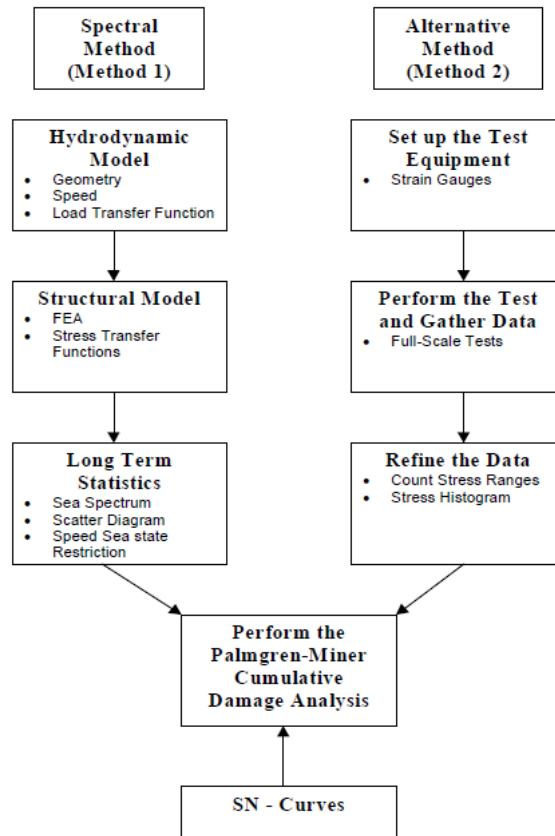 Spectral
Method
(Method 1)
Alternative
Method
(Method 2)
Hydrodynamic
Model
• Geometry
• Speed
• Load Transfer Function
Set up the Test
Equipment
• Strain Gauges
Structural Model
• FEA
• Stress Transfer
Functions
Perform the Test
and Gather Data
• Full-Scale Tests
Long Term
Statistics
• Sea Spectrum
• Scatter Diagram
• Speed Sea state
Restriction
Refine the Data
• Count Stress Ranges
• Stress Histogram
Perform the
Palmgren-Miner
Cumulative
Damage Analysis
SN - Curves